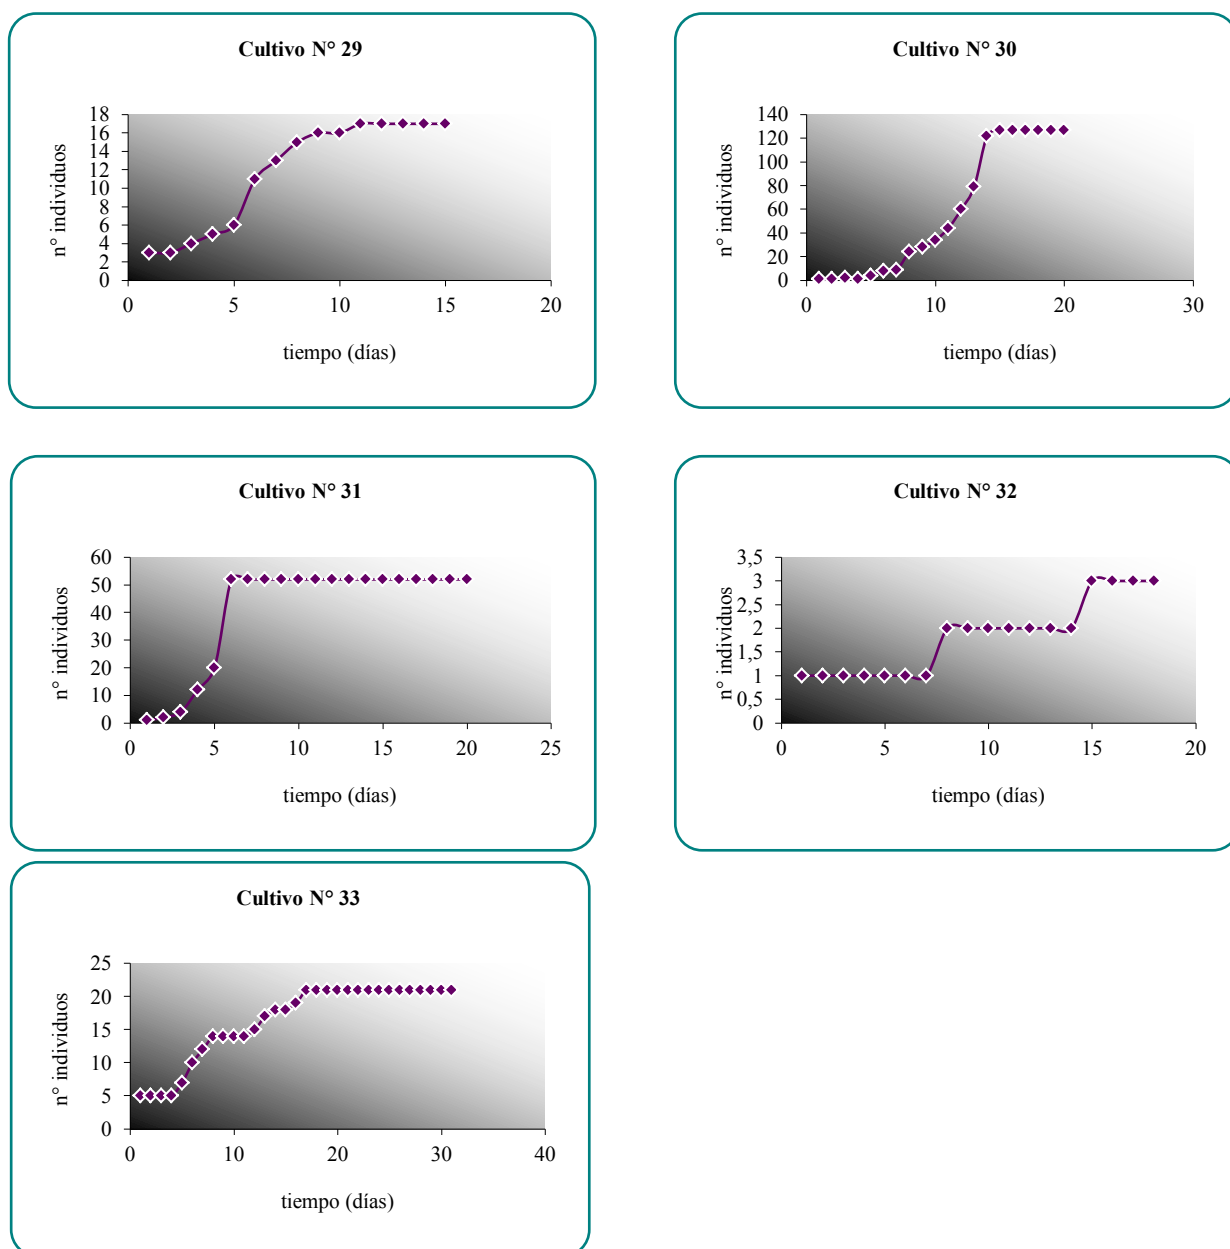 Cultivo N° 29
18
16
14
12
10
8
6
4
2
0
n° individuos
0 5 10 15 20
tiempo (días)
Cultivo N° 30
140
120
100
80
60
40
20
0
n° individuos
0 10 20 30
tiempo (días)
Cultivo N° 31
60
50
40
30
20
10
0
n° individuos
0 5 10 15 20 25
tiempo (días)
Cultivo N° 32
3,5
3
2,5
2
1,5
1
0,5
0
n° individuos
0 5 10 15 20
tiempo (días)
Cultivo N° 33
25
20
15
10
5
0
n° individuos
0 10 20 30 40
tiempo (días)